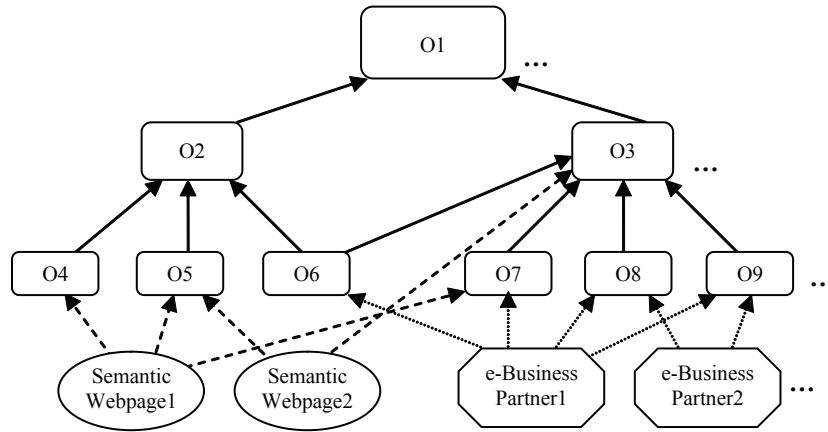 O1
...
O2
O3
...
O4
O5
O6
O7
O8
O9
..
Semantic
Webpage1
Semantic
Webpage2
e-Business
Partner1
e-Business
Partner2
...